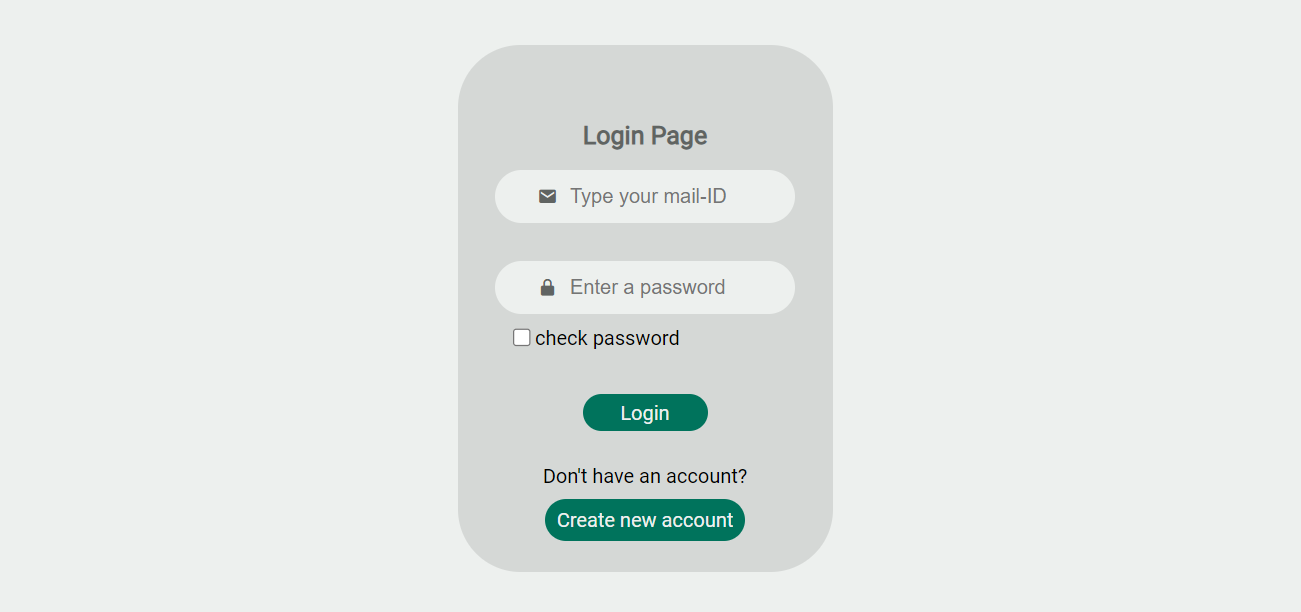 Login Page
Type your mail-ID
Enter a password
check password
Login
Don't have an account?
Create new account